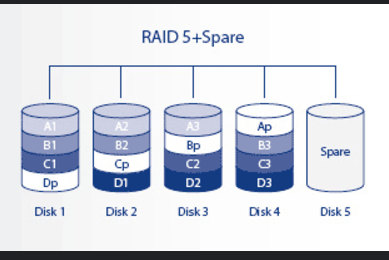 RAID 5+Spare
A1 A2 A3 Ap
B1 B2 Bp B3 Spare
C1 Cp C2 C3
Dp D1 D2 D3
Disk 1 Disk 2 Disk 3 Disk 4 Disk 5